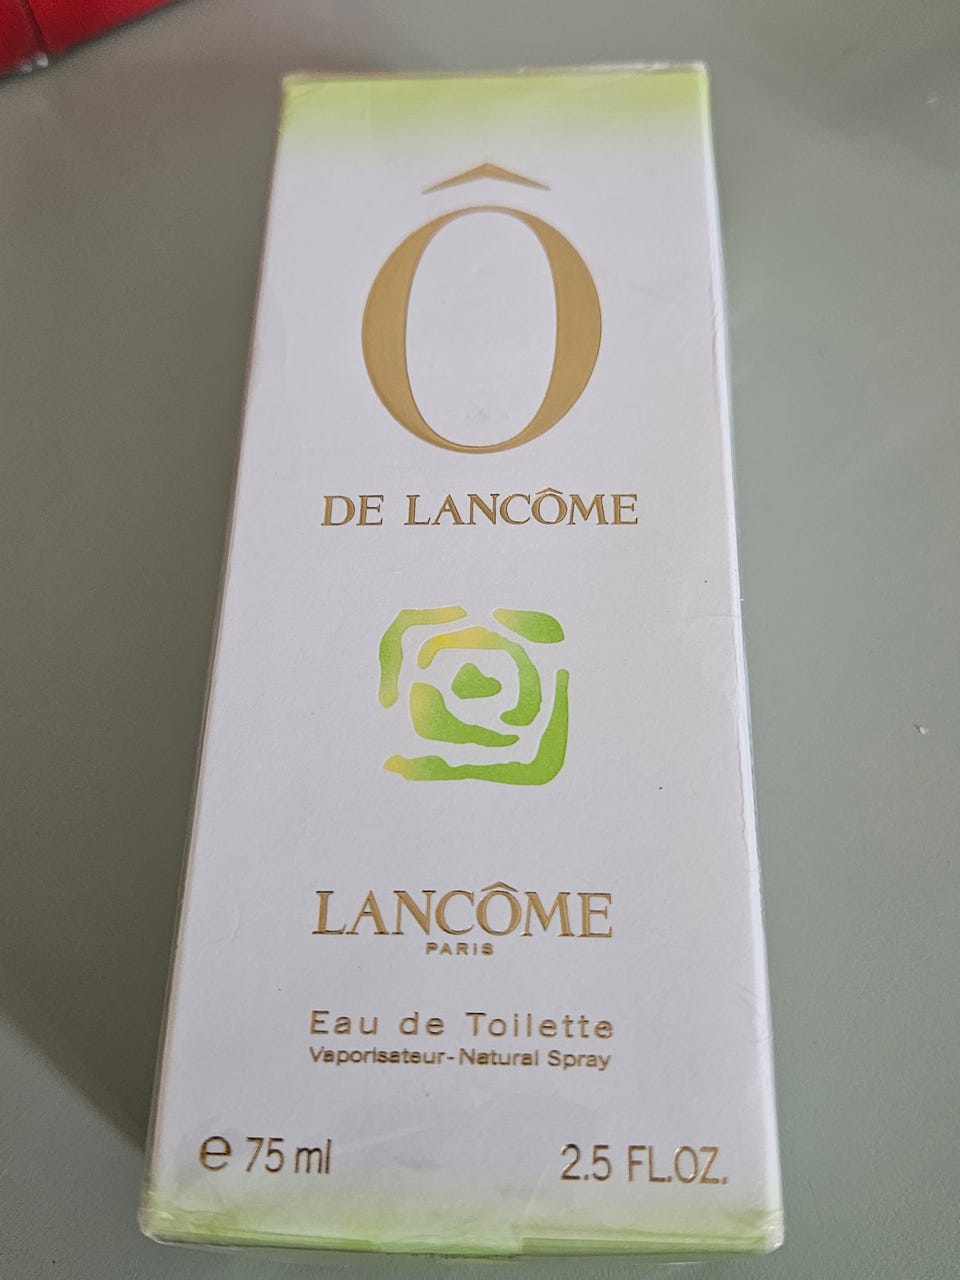 Ô
DE LANCÔME
LANCÔME
PARIS
Eau de Toilette
Vaporisateur-Natural Spray
℮ 75 ml
2.5 FL.OZ.